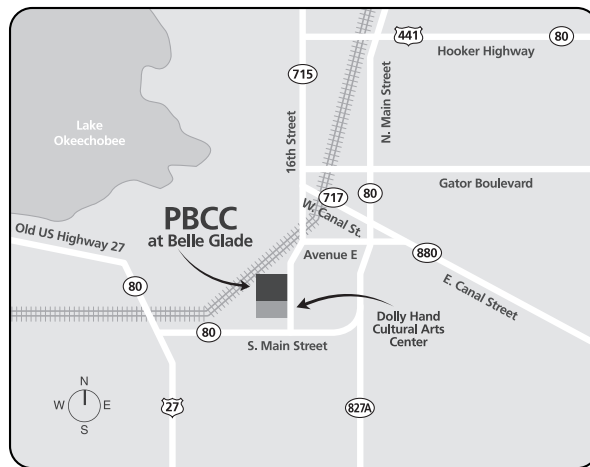 441
80
Hooker Highway
715
N. Main Street
16th Street
Lake
Okeechobee
Gator Boulevard
717
80
W. Canal St.
PBCC
at Belle Glade
Old US Highway 27
Avenue E
880
E. Canal Street
80
Dolly Hand
Cultural Arts
Center
80
S. Main Street
N
W
E
S
27
827A